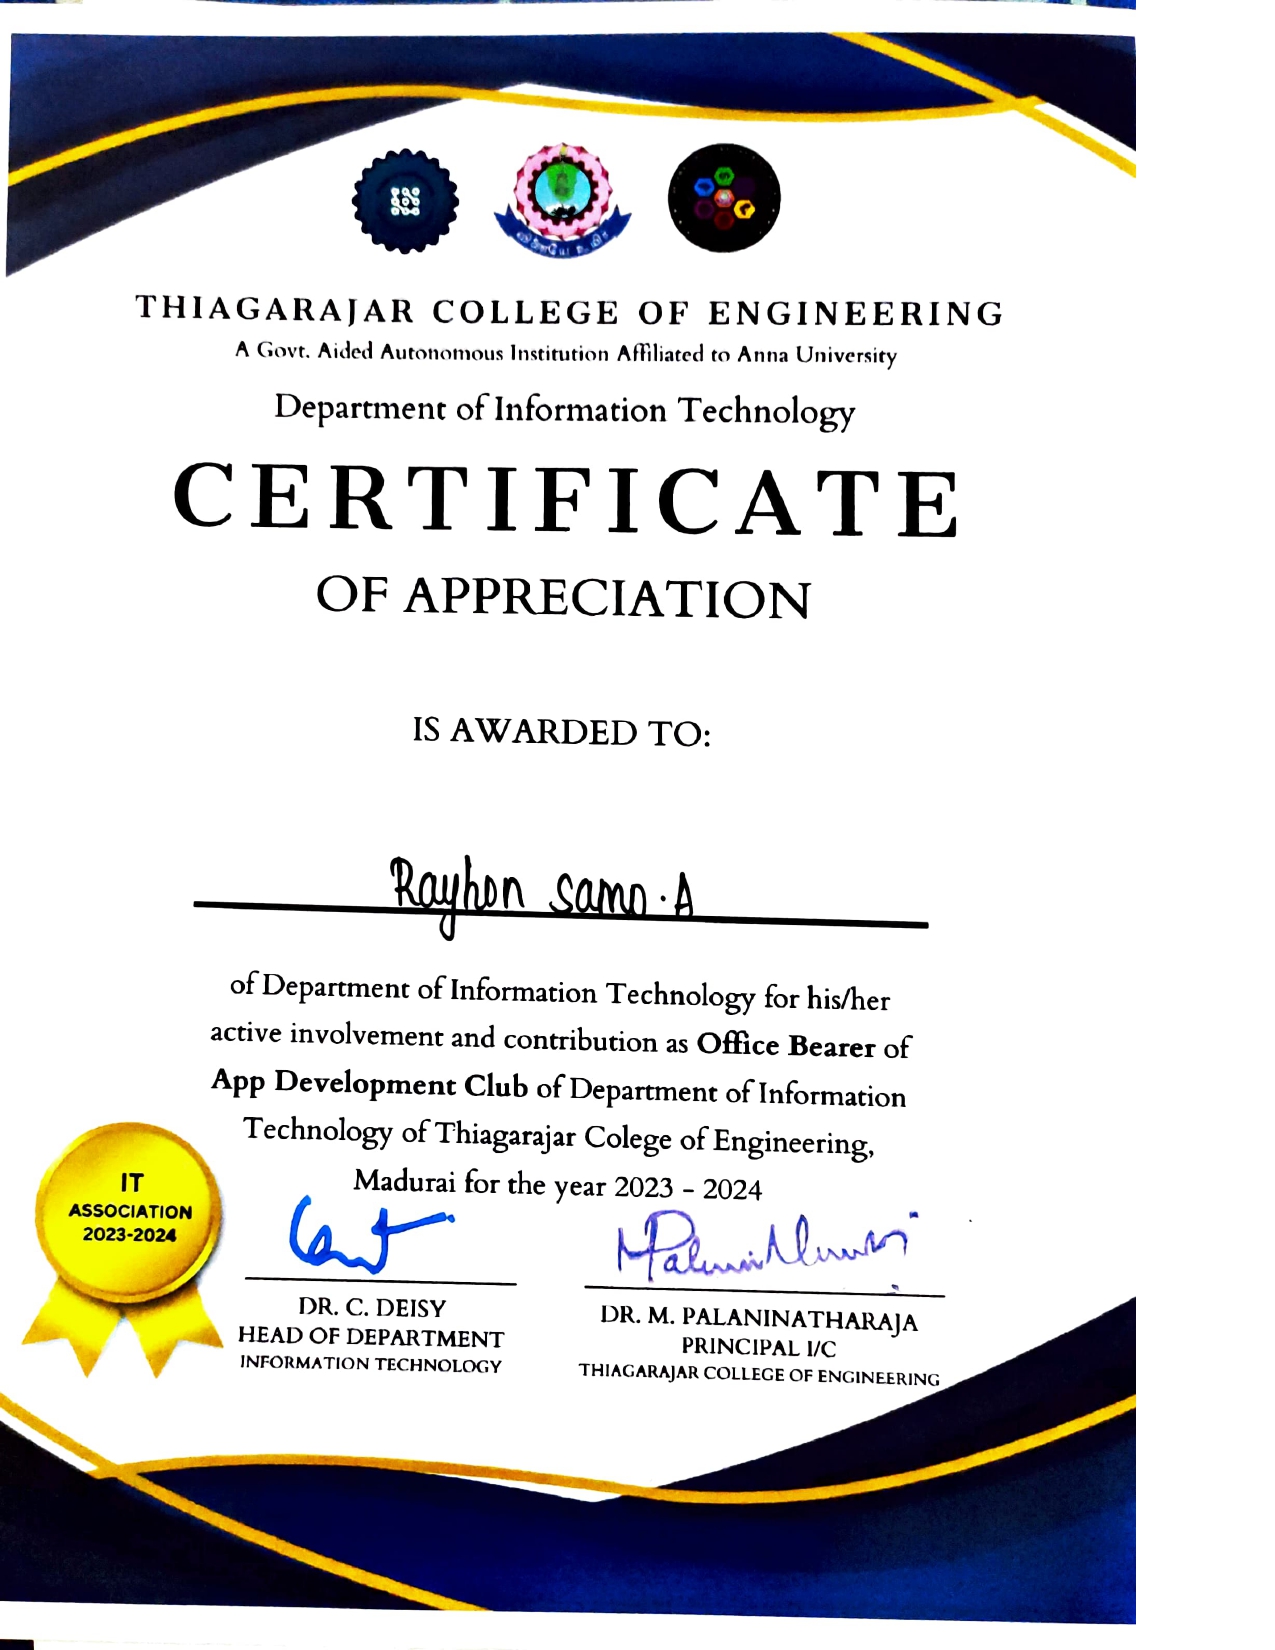 THIAGARAJAR COLLEGE OF ENGINEERING
A Govt. Aided Autonomous Institution Affiliated to Anna University
Department of Information Technology
CERTIFICATE
OF APPRECIATION
IS AWARDED TO:
Rayhon Samo. A
of Department of Information Technology for his/her
active involvement and contribution as Office Bearer of
App Development Club of Department of Information
Technology of Thiagarajar Colege of Engineering,
Madurai for the year 2023 - 2024
IT
ASSOCIATION
2023-2024
DR. C. DEISY
HEAD OF DEPARTMENT
INFORMATION TECHNOLOGY
DR. M. PALANINATHARAJA
PRINCIPAL I/C
THIAGARAJAR COLLEGE OF ENGINEERING